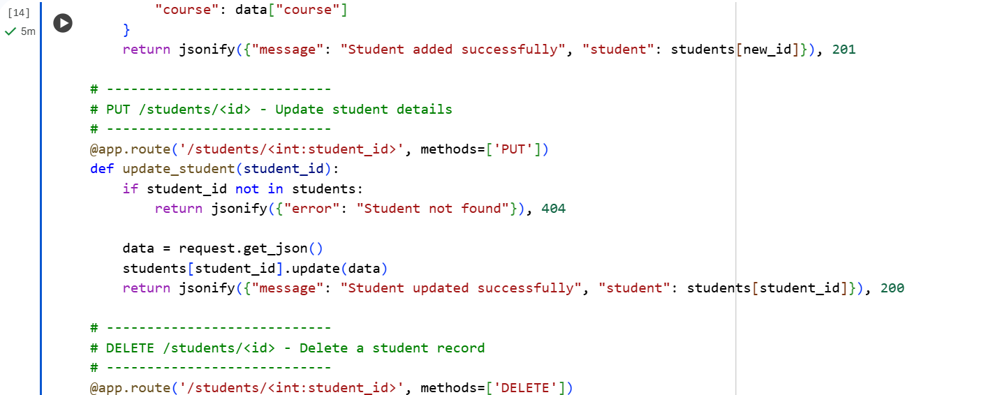 [14]
5m
        "course": data["course"]
    }
    return jsonify({"message": "Student added successfully", "student": students[new_id]}), 201

# ----------------------------
# PUT /students/<id> - Update student details
# ----------------------------
@app.route('/students/<int:student_id>', methods=['PUT'])
def update_student(student_id):
    if student_id not in students:
        return jsonify({"error": "Student not found"}), 404

    data = request.get_json()
    students[student_id].update(data)
    return jsonify({"message": "Student updated successfully", "student": students[student_id]}), 200

# ----------------------------
# DELETE /students/<id> - Delete a student record
# ----------------------------
@app.route('/students/<int:student_id>', methods=['DELETE'])